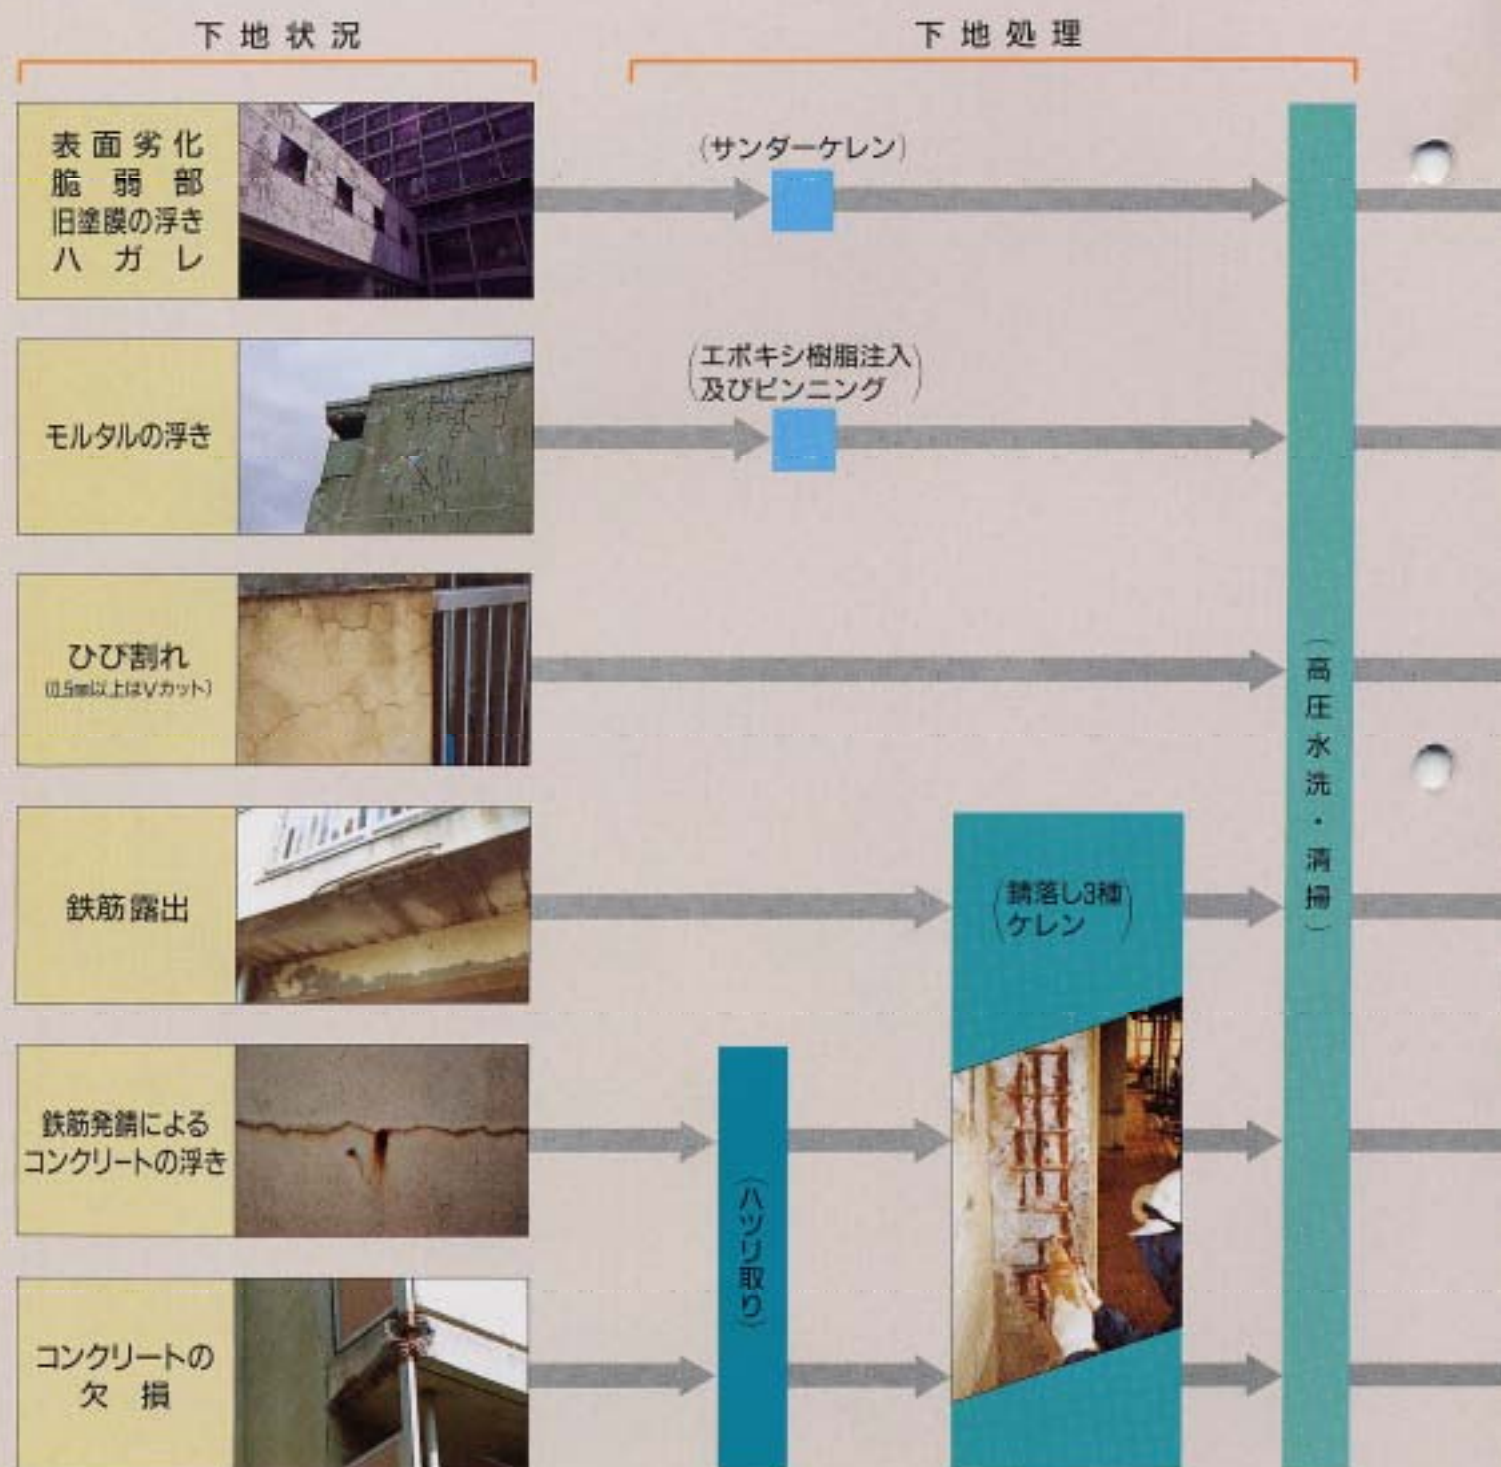 下地状況
下地処理
表面劣化
脆弱部
旧塗膜の浮き
ハガレ
(サンダーケレン)
モルタルの浮き
(エポキシ樹脂注入
及びピンニング)
ひび割れ
(0.5㎜以上はVカット)
(高圧水洗・清掃)
鉄筋露出
(錆落し3種
ケレン)
鉄筋発錆による
コンクリートの浮き
(ハツリ取り)
コンクリートの
欠損